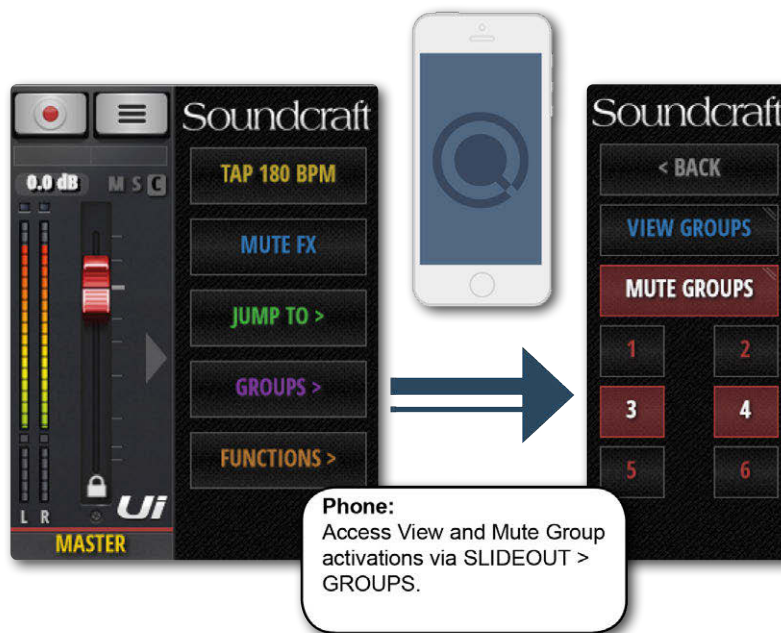 Soundcraft
0.0 dB M S C
TAP 180 BPM
MUTE FX
JUMP TO >
GROUPS >
FUNCTIONS >
L R
Ui
MASTER
Phone:
Access View and Mute Group
activations via SLIDEOUT >
GROUPS.
Soundcraft
< BACK
VIEW GROUPS
MUTE GROUPS
1 2
3 4
5 6